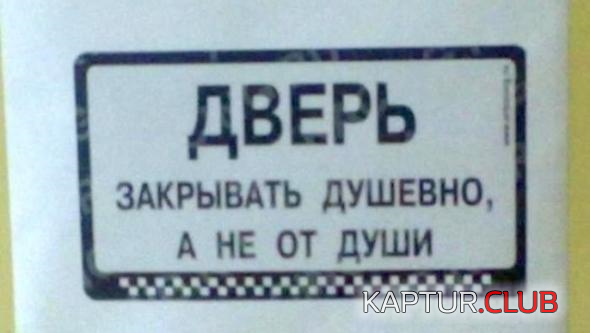 ДВЕРЬ
ЗАКРЫВАТЬ ДУШЕВНО,
А НЕ ОТ ДУШИ
KAPTUR.CLUB